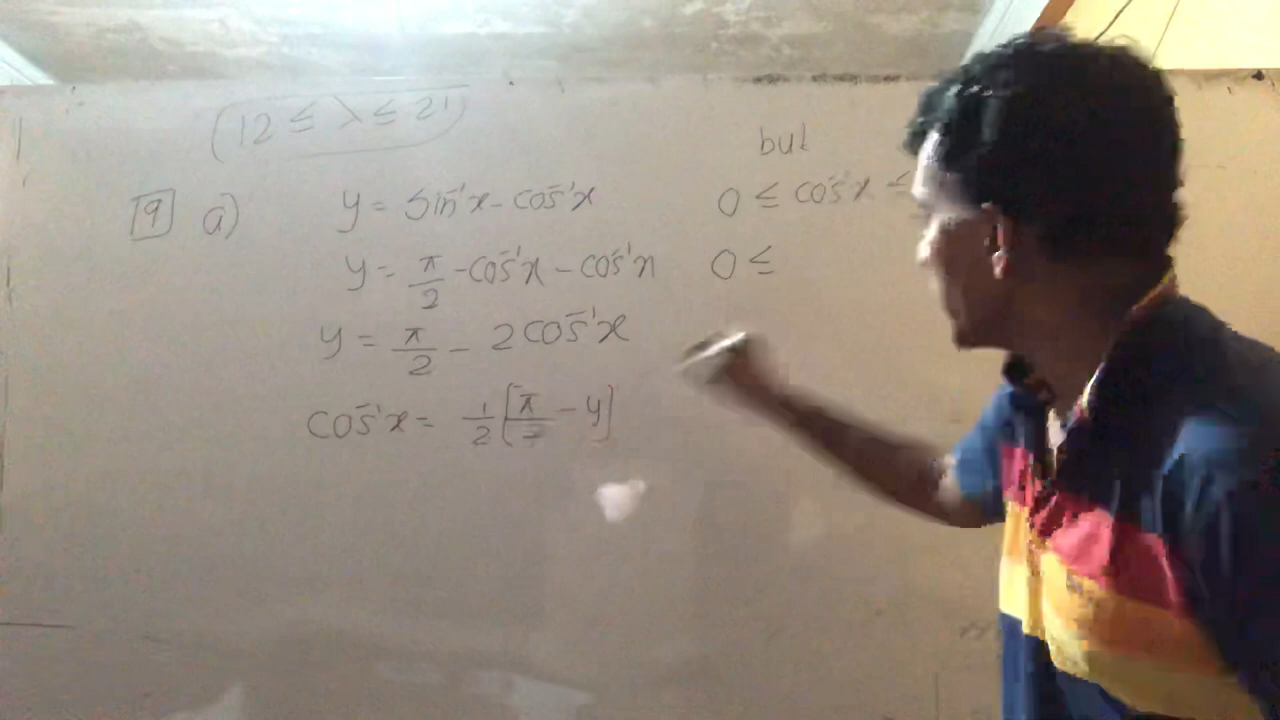 12 ≤ λ ≤ 21
9 a) y = Sin⁻¹x - cos⁻¹x
y = π/2 - cos⁻¹x - cos⁻¹x
y = π/2 - 2cos⁻¹x
cos⁻¹x = 1/2[π/2 - y]
but
0 ≤ cos⁻¹x ≤
0 ≤